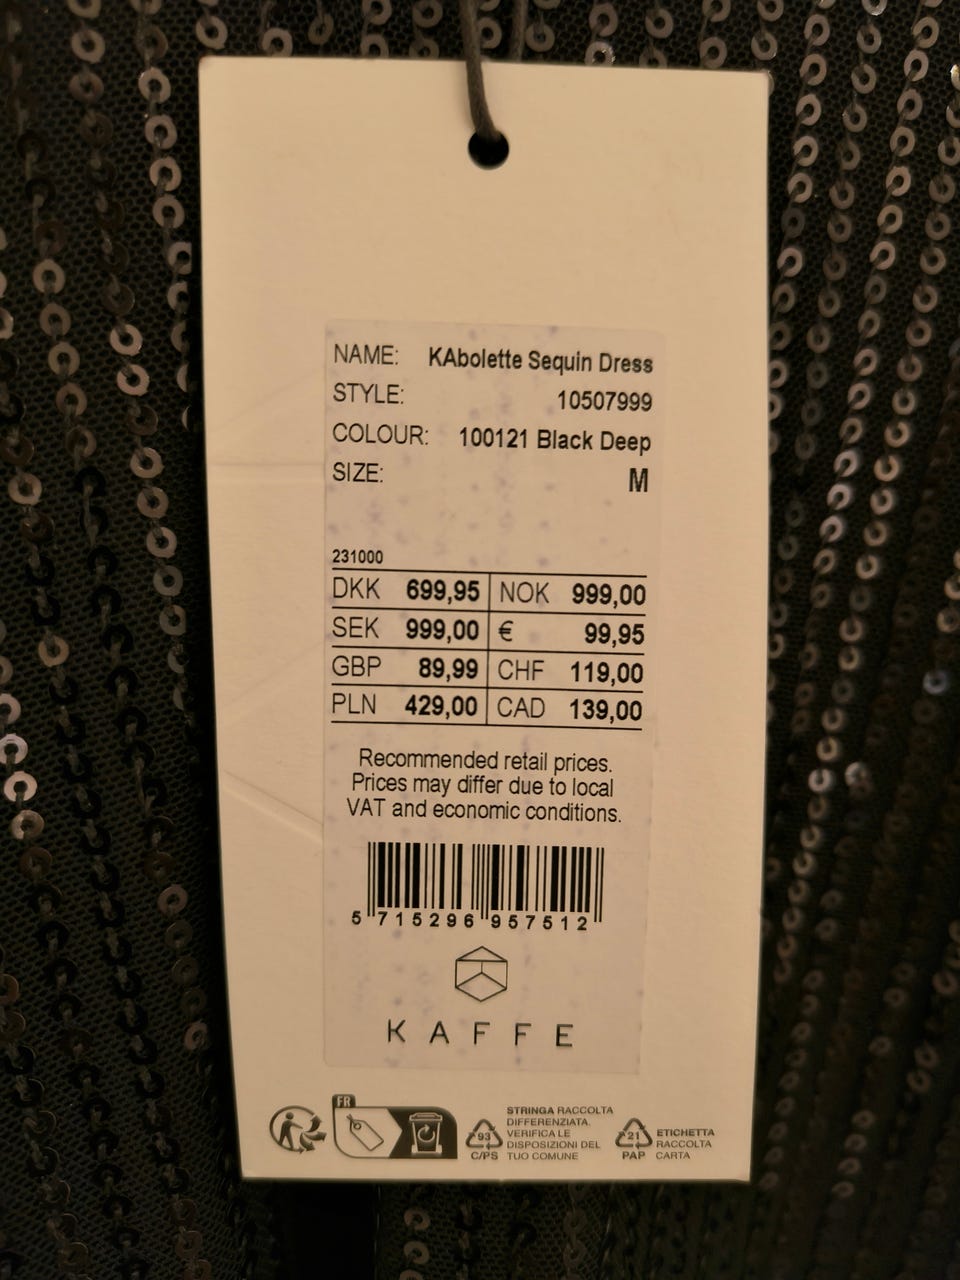 NAME: KAbolette Sequin Dress
STYLE: 10507999
COLOUR: 100121 Black Deep
SIZE: M
231000
DKK 699,95 NOK 999,00
SEK 999,00 € 99,95
GBP 89,99 CHF 119,00
PLN 429,00 CAD 139,00
Recommended retail prices.
Prices may differ due to local
VAT and economic conditions.
5 715296 957512
KAFFE
FR
93
C/PS
STRINGA RACCOLTA
DIFFERENZIATA.
VERIFICA LE
DISPOSIZIONI DEL
TUO COMUNE
21
PAP
ETICHETTA
RACCOLTA
CARTA